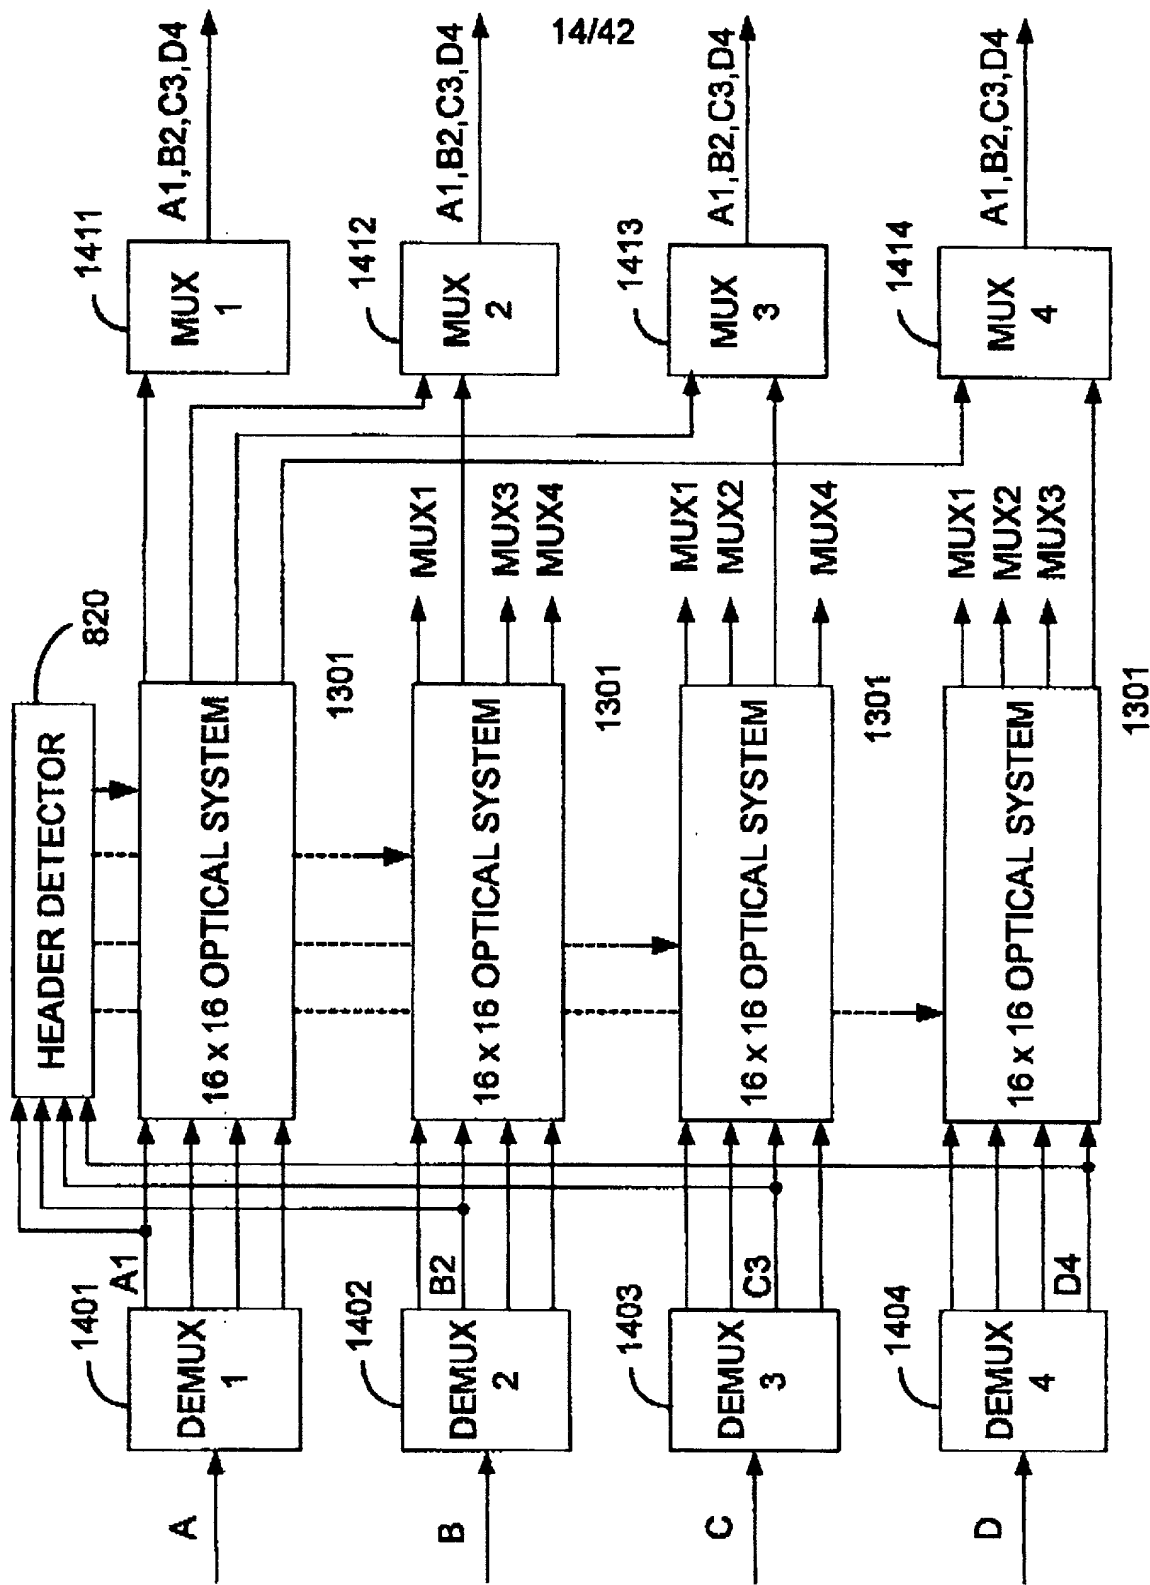 14/42
HEADER DETECTOR
820
A
DEMUX
1
1401
A1
16 x 16 OPTICAL SYSTEM
1301
MUX
1
1411
A1,B2,C3,D4
B
DEMUX
2
1402
B2
16 x 16 OPTICAL SYSTEM
1301
MUX1
MUX3
MUX4
MUX
2
1412
A1,B2,C3,D4
C
DEMUX
3
1403
C3
16 x 16 OPTICAL SYSTEM
1301
MUX1
MUX2
MUX4
MUX
3
1413
A1,B2,C3,D4
D
DEMUX
4
1404
D4
16 x 16 OPTICAL SYSTEM
1301
MUX1
MUX2
MUX3
MUX
4
1414
A1,B2,C3,D4